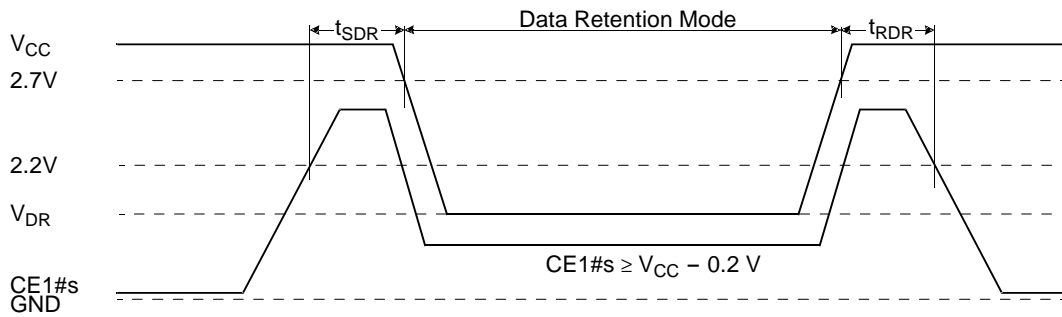 Data Retention Mode
tSDR
tRDR
VCC
2.7V
2.2V
VDR
CE1#s ≥ VCC – 0.2 V
CE1#s
GND